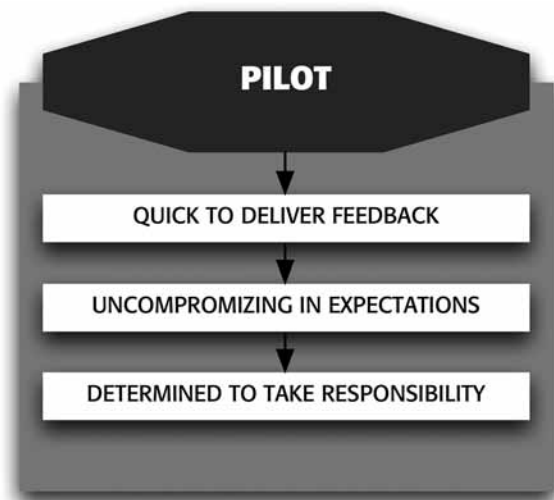 PILOT
QUICK TO DELIVER FEEDBACK
UNCOMPROMIZING IN EXPECTATIONS
DETERMINED TO TAKE RESPONSIBILITY